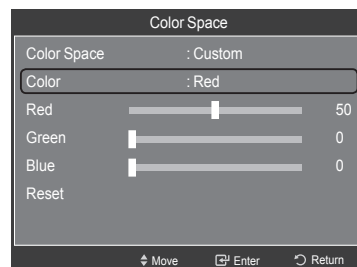 Color Space
Color Space : Custom
Color : Red
Red 50
Green 0
Blue 0
Reset
Move Enter Return